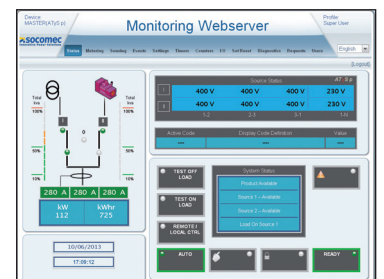 Device:
MASTER(ATyS p)
Monitoring Webserver
Profile:
Super User
socomec
Home Metering Sensing Events Settings Timers Counters I/O Set/Reset Diagnostics Requests Users
English
[Logout]
Total
kva
100%
50%
10%
I
0
II
Total
kva
100%
50%
10%
280 A 280 A 280 A
kW
112
kWhr
725
10/06/2013
17:09:12
Source Status
AT. S p
I 400 V 400 V 400 V 230 V
II 400 V 400 V 400 V 230 V
1-2 2-3 3-1 1-N
Active Code Display Code Definition Value
--- --- ---
TEST OFF
LOAD
TEST ON
LOAD
REMOTE /
LOCAL CTRL
AUTO
System Status
Product Available
Source 1 - Available
Source 2 - Available
Load On Source 1
READY